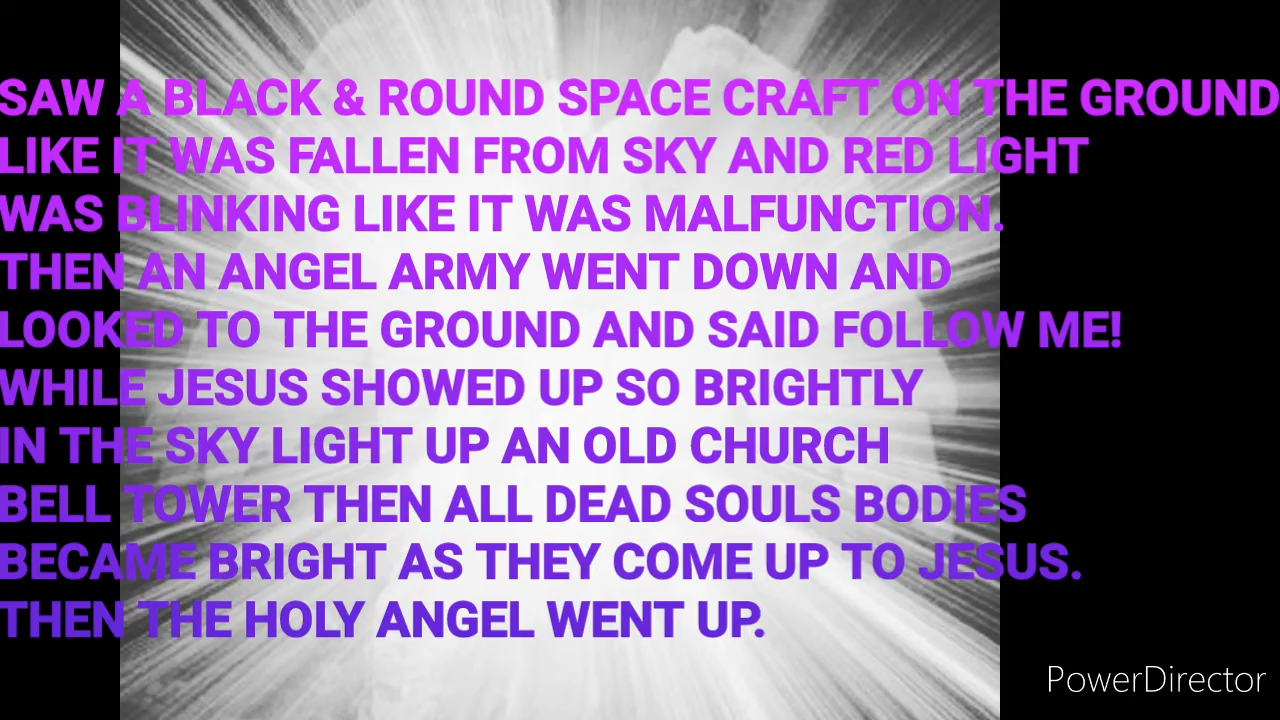 SAW A BLACK & ROUND SPACE CRAFT ON THE GROUND
LIKE IT WAS FALLEN FROM SKY AND RED LIGHT
WAS BLINKING LIKE IT WAS MALFUNCTION.
THEN AN ANGEL ARMY WENT DOWN AND
LOOKED TO THE GROUND AND SAID FOLLOW ME!
WHILE JESUS SHOWED UP SO BRIGHTLY
IN THE SKY LIGHT UP AN OLD CHURCH
BELL TOWER THEN ALL DEAD SOULS BODIES
BECAME BRIGHT AS THEY COME UP TO JESUS.
THEN THE HOLY ANGEL WENT UP.
PowerDirector